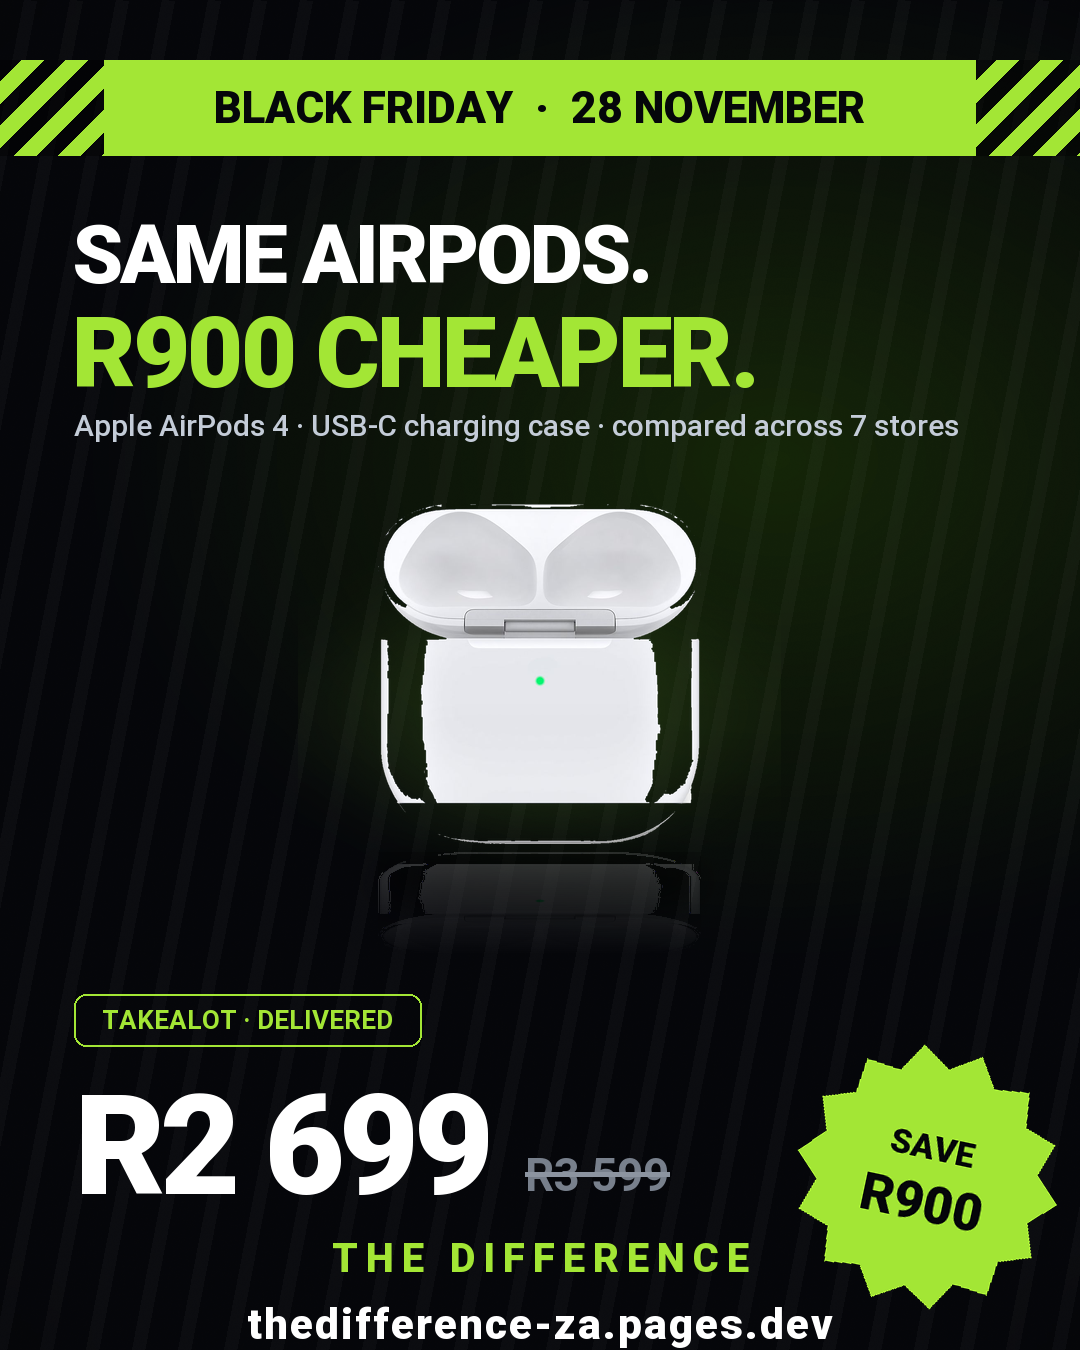 BLACK FRIDAY · 28 NOVEMBER
SAME AIRPODS.
R900 CHEAPER.
Apple AirPods 4 · USB-C charging case · compared across 7 stores
TAKEALOT · DELIVERED
R2 699 R3 599
SAVE
R900
THE DIFFERENCE
thedifference-za.pages.dev